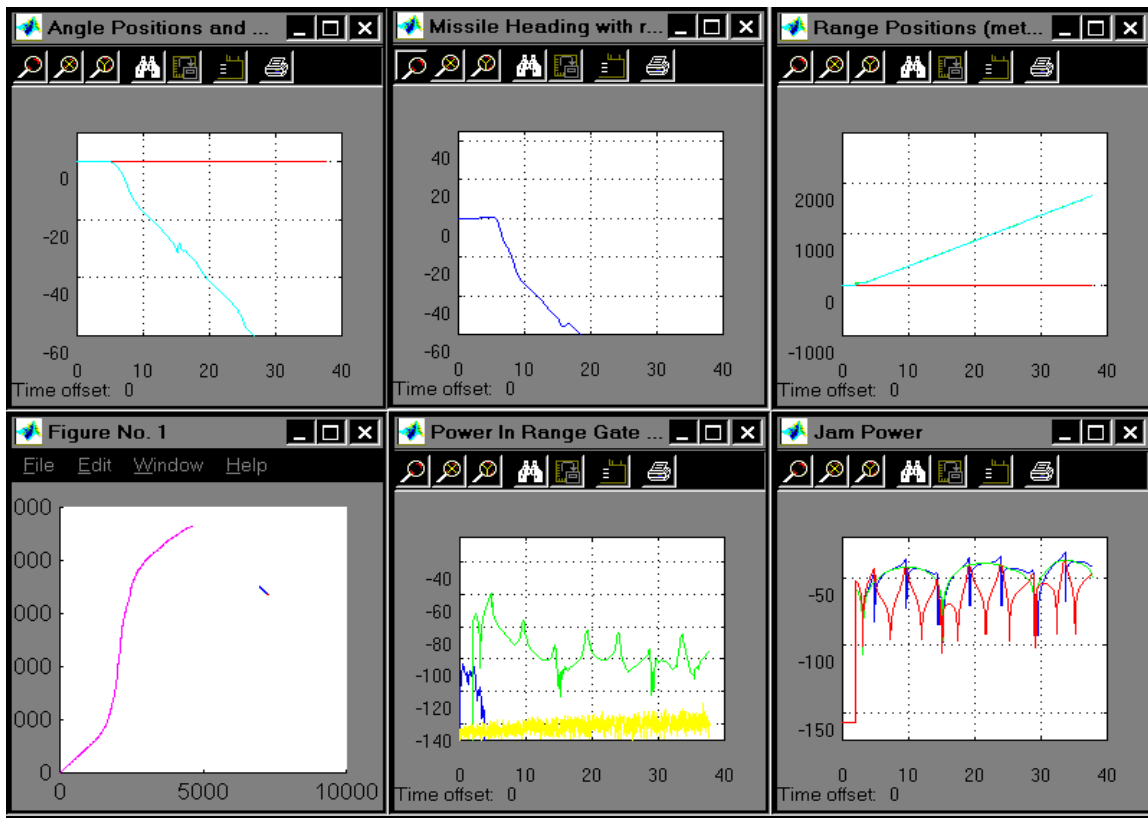 Angle Positions and ...
0
-20
-40
-60
0 10 20 30 40
Time offset: 0
Missile Heading with r...
40
20
0
-20
-40
-60
0 10 20 30 40
Time offset: 0
Range Positions (met...
2000
1000
0
-1000
0 10 20 30 40
Time offset: 0
Figure No. 1
File Edit Window Help
000
000
000
000
000
0
0 5000 10000
Power In Range Gate ...
-40
-60
-80
-100
-120
-140
0 10 20 30 40
Time offset: 0
Jam Power
-50
-100
-150
0 10 20 30 40
Time offset: 0